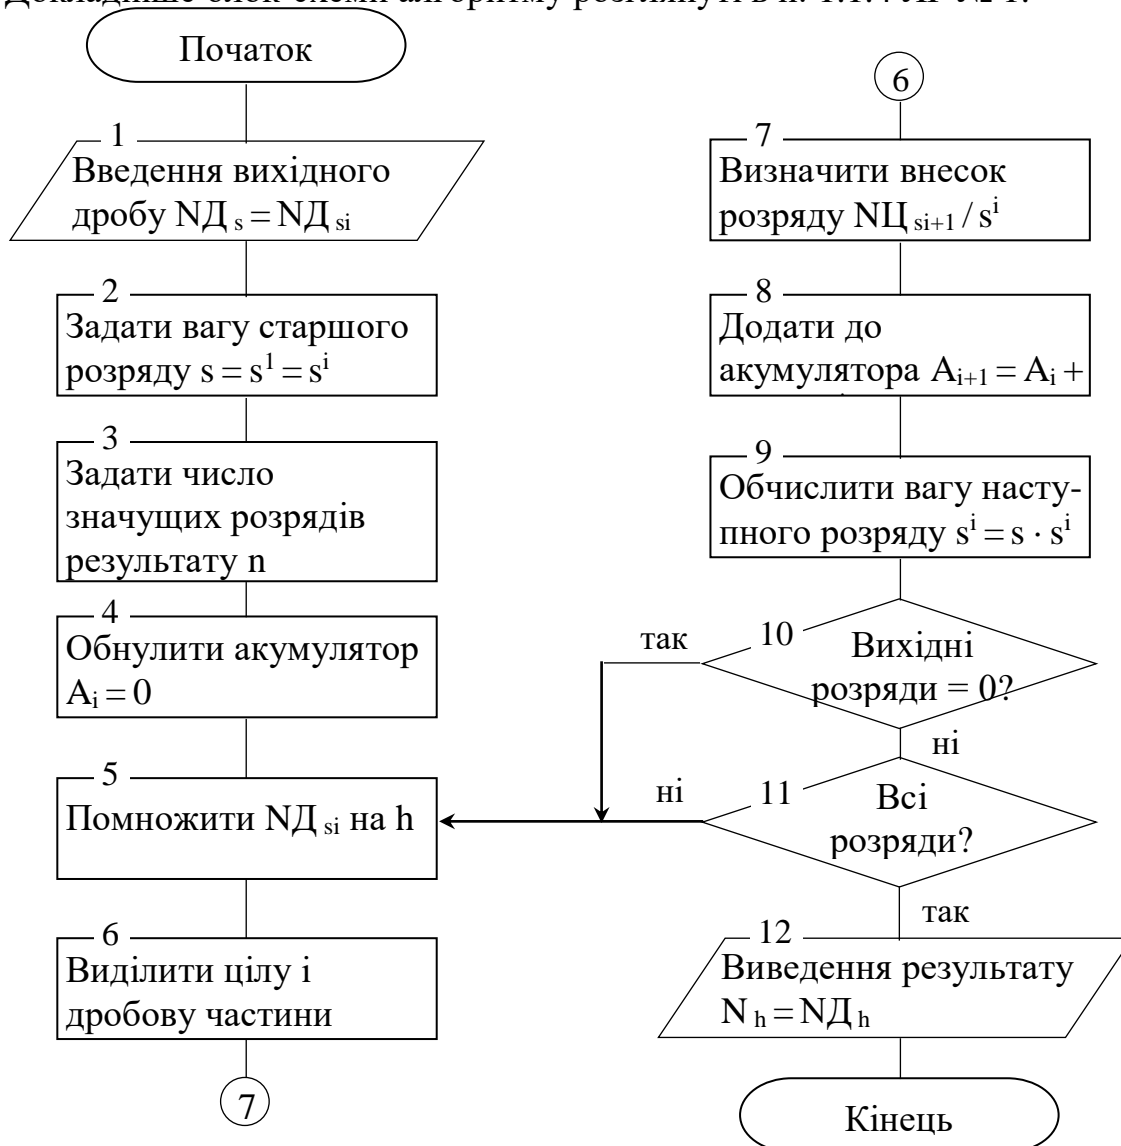 Докладніше блок-схеми алгоритму розглянуті в п. 1.1.4 ЛР № 1.
Початок
1
Введення вихідного
дробу NД s = NД si
2
Задати вагу старшого
розряду s = s¹ = sⁱ
3
Задати число
значущих розрядів
результату n
4
Обнулити акумулятор
Ai = 0
5
Помножити NД si на h
6
Виділити цілу і
дробову частини
7
6
7
Визначити внесок
розряду NЦ si+1 / sⁱ
8
Додати до
акумулятора Ai+1 = Ai +
9
Обчислити вагу насту-
пного розряду sⁱ = s · sⁱ
10
Вихідні
розряди = 0?
так
ні
11
Всі
розряди?
ні
так
12
Виведення результату
N h = NД h
Кінець